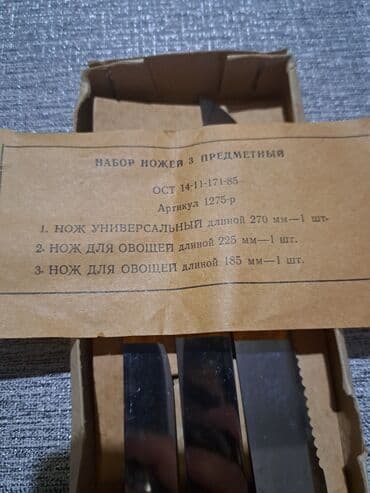 НАБОР НОЖЕЙ 3 ПРЕДМЕТНЫЙ
ОСТ 14-11-171-85
Артикул 1275-р
1. НОЖ УНИВЕРСАЛЬНЫЙ длиной 270 мм—1 шт.
2. НОЖ ДЛЯ ОВОЩЕЙ длиной 225 мм—1 шт.
3. НОЖ ДЛЯ ОВОЩЕЙ длиной 185 мм—1 шт.